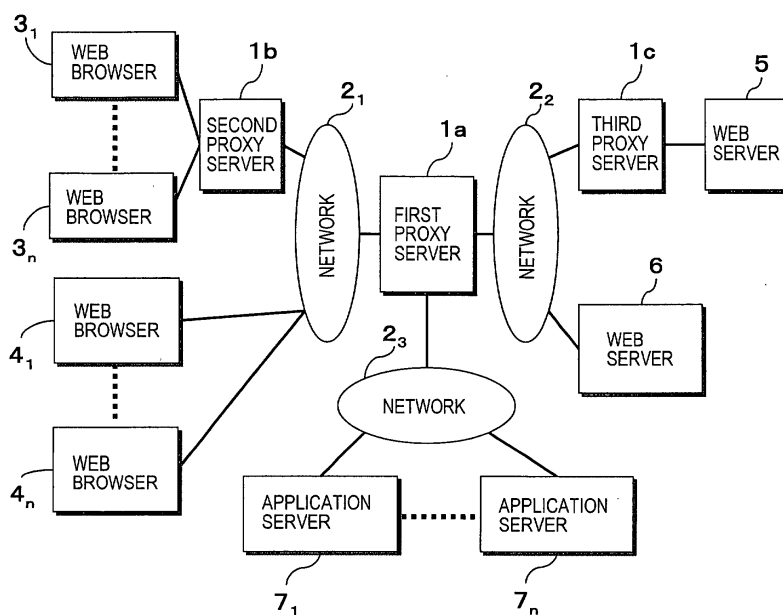 3₁
WEB
BROWSER
1b
SECOND
PROXY
SERVER
2₁
NETWORK
1a
FIRST
PROXY
SERVER
2₂
NETWORK
1c
THIRD
PROXY
SERVER
5
WEB
SERVER
WEB
BROWSER
3ₙ
WEB
BROWSER
4₁
6
WEB
SERVER
2₃
NETWORK
WEB
BROWSER
4ₙ
APPLICATION
SERVER
7₁
APPLICATION
SERVER
7ₙ